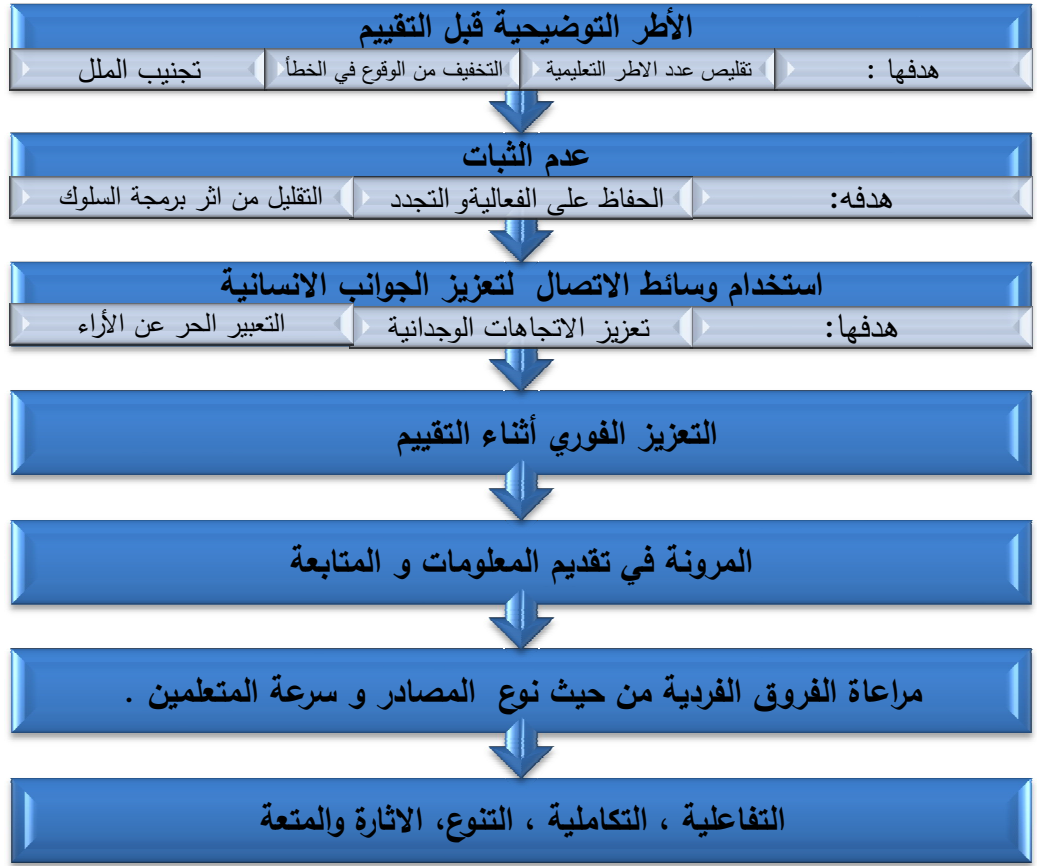 الأطر التوضيحية قبل التقييم
هدفها : تقليص عدد الاطر التعليمية التخفيف من الوقوع في الخطأ تجنيب الملل
عدم الثبات
هدفه: الحفاظ على الفعاليةو التجدد التقليل من اثر برمجة السلوك
استخدام وسائط الاتصال لتعزيز الجوانب الانسانية
هدفها: تعزيز الاتجاهات الوجدانية التعبير الحر عن الأراء
التعزيز الفوري أثناء التقييم
المرونة في تقديم المعلومات و المتابعة
مراعاة الفروق الفردية من حيث نوع المصادر و سرعة المتعلمين .
التفاعلية ، التكاملية ، التنوع، الاثارة والمتعة